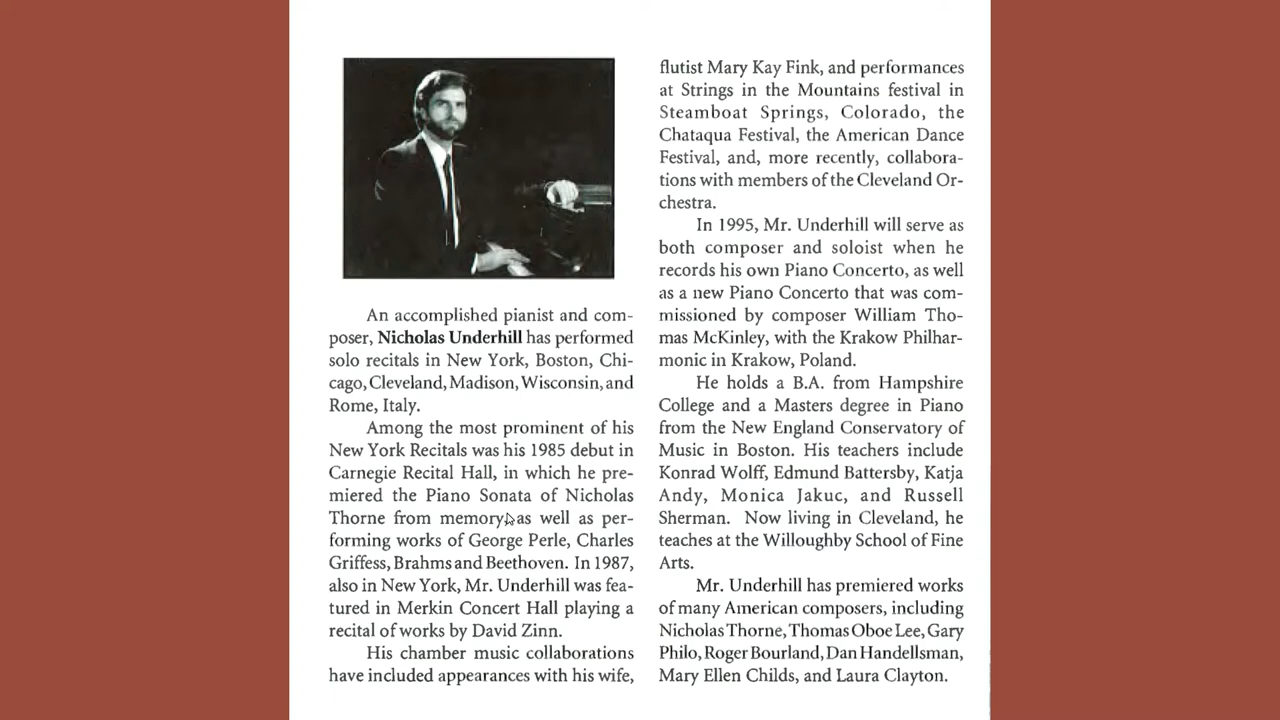 An accomplished pianist and com-
poser, Nicholas Underhill has performed
solo recitals in New York, Boston, Chi-
cago, Cleveland, Madison, Wisconsin, and
Rome, Italy.
Among the most prominent of his
New York Recitals was his 1985 debut in
Carnegie Recital Hall, in which he pre-
miered the Piano Sonata of Nicholas
Thorne from memory, as well as per-
forming works of George Perle, Charles
Griffess, Brahms and Beethoven. In 1987,
also in New York, Mr. Underhill was fea-
tured in Merkin Concert Hall playing a
recital of works by David Zinn.
His chamber music collaborations
have included appearances with his wife,
flutist Mary Kay Fink, and performances
at Strings in the Mountains festival in
Steamboat Springs, Colorado, the
Chataqua Festival, the American Dance
Festival, and, more recently, collabora-
tions with members of the Cleveland Or-
chestra.
In 1995, Mr. Underhill will serve as
both composer and soloist when he
records his own Piano Concerto, as well
as a new Piano Concerto that was com-
missioned by composer William Tho-
mas McKinley, with the Krakow Philhar-
monic in Krakow, Poland.
He holds a B.A. from Hampshire
College and a Masters degree in Piano
from the New England Conservatory of
Music in Boston. His teachers include
Konrad Wolff, Edmund Battersby, Katja
Andy, Monica Jakuc, and Russell
Sherman. Now living in Cleveland, he
teaches at the Willoughby School of Fine
Arts.
Mr. Underhill has premiered works
of many American composers, including
Nicholas Thorne, Thomas Oboe Lee, Gary
Philo, Roger Bourland, Dan Handellsman,
Mary Ellen Childs, and Laura Clayton.